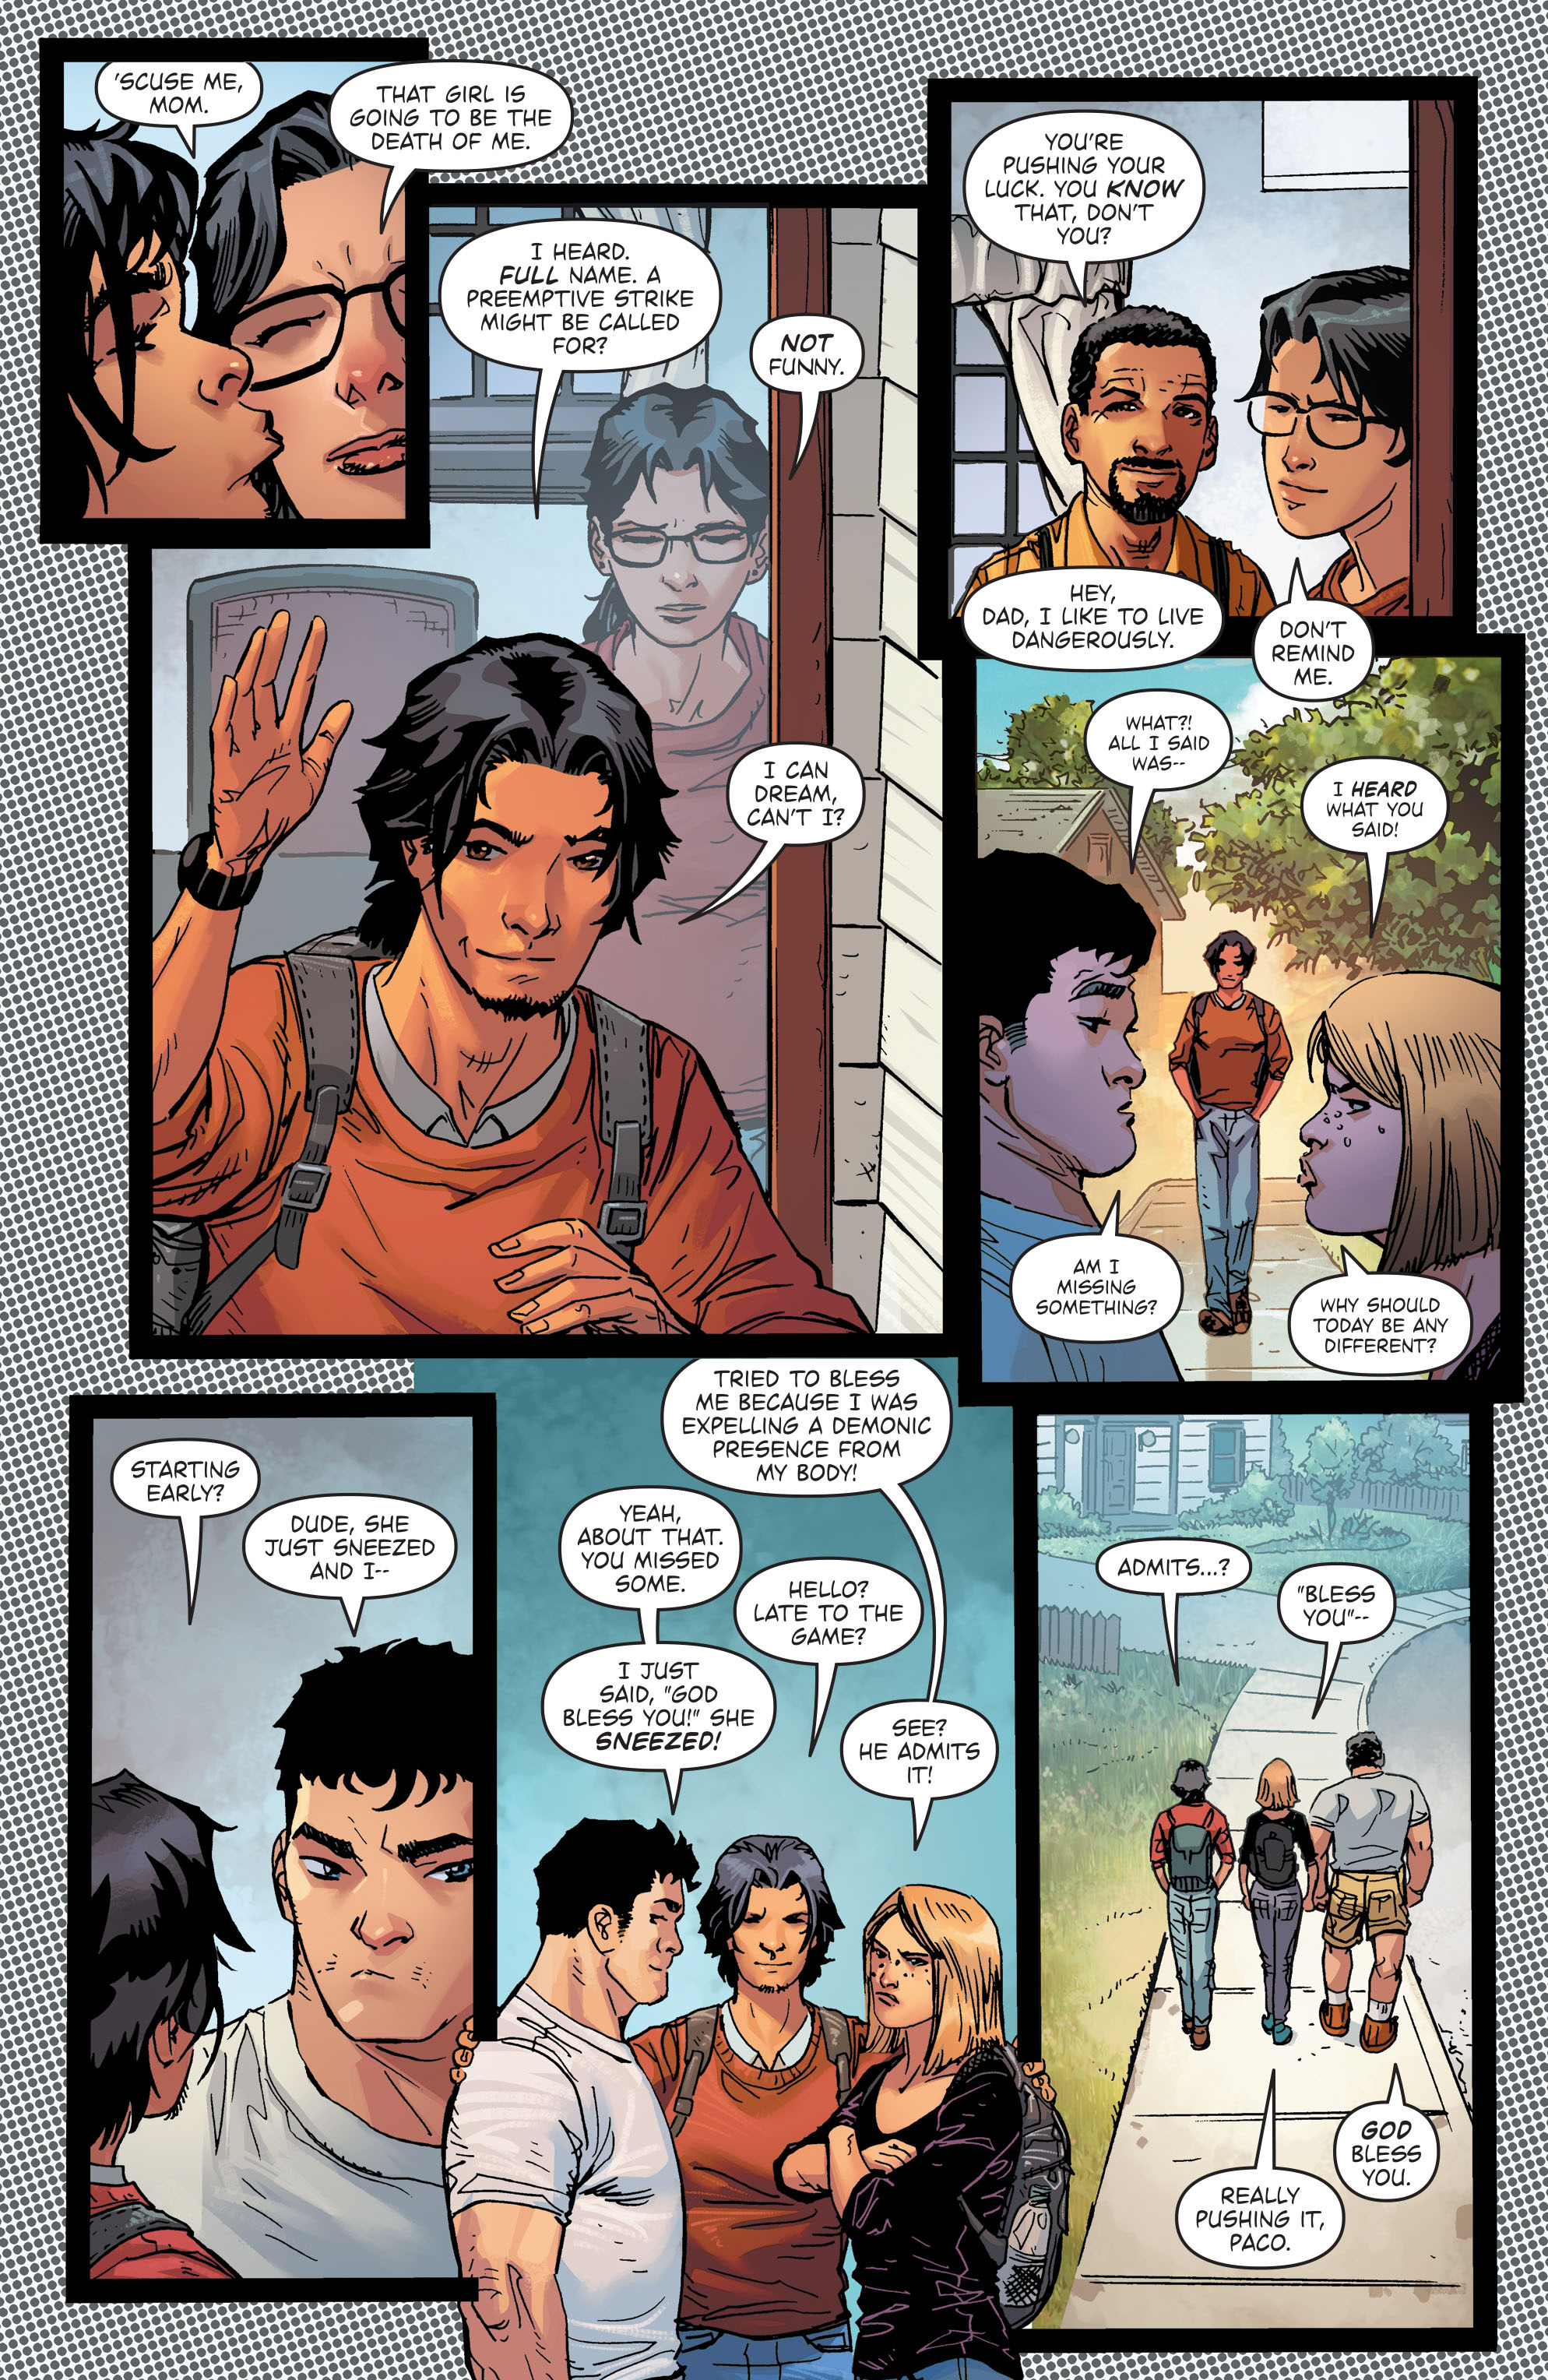 'SCUSE ME,
MOM.
THAT GIRL IS
GOING TO BE THE
DEATH OF ME.
I HEARD.
FULL NAME. A
PREEMPTIVE STRIKE
MIGHT BE CALLED
FOR?
NOT
FUNNY.
I CAN
DREAM,
CAN'T I?
YOU'RE
PUSHING YOUR
LUCK. YOU KNOW
THAT, DON'T
YOU?
HEY,
DAD, I LIKE TO LIVE
DANGEROUSLY.
DON'T
REMIND
ME.
WHAT?!
ALL I SAID
WAS--
I HEARD
WHAT YOU
SAID!
AM I
MISSING
SOMETHING?
WHY SHOULD
TODAY BE ANY
DIFFERENT?
STARTING
EARLY?
DUDE, SHE
JUST SNEEZED
AND I--
TRIED TO BLESS
ME BECAUSE I WAS
EXPELLING A DEMONIC
PRESENCE FROM
MY BODY!
YEAH,
ABOUT THAT.
YOU MISSED
SOME.
HELLO?
LATE TO THE
GAME?
I JUST
SAID, "GOD
BLESS YOU!" SHE
SNEEZED!
SEE?
HE ADMITS
IT!
ADMITS...?
"BLESS
YOU"--
GOD
BLESS
YOU.
REALLY
PUSHING IT,
PACO.